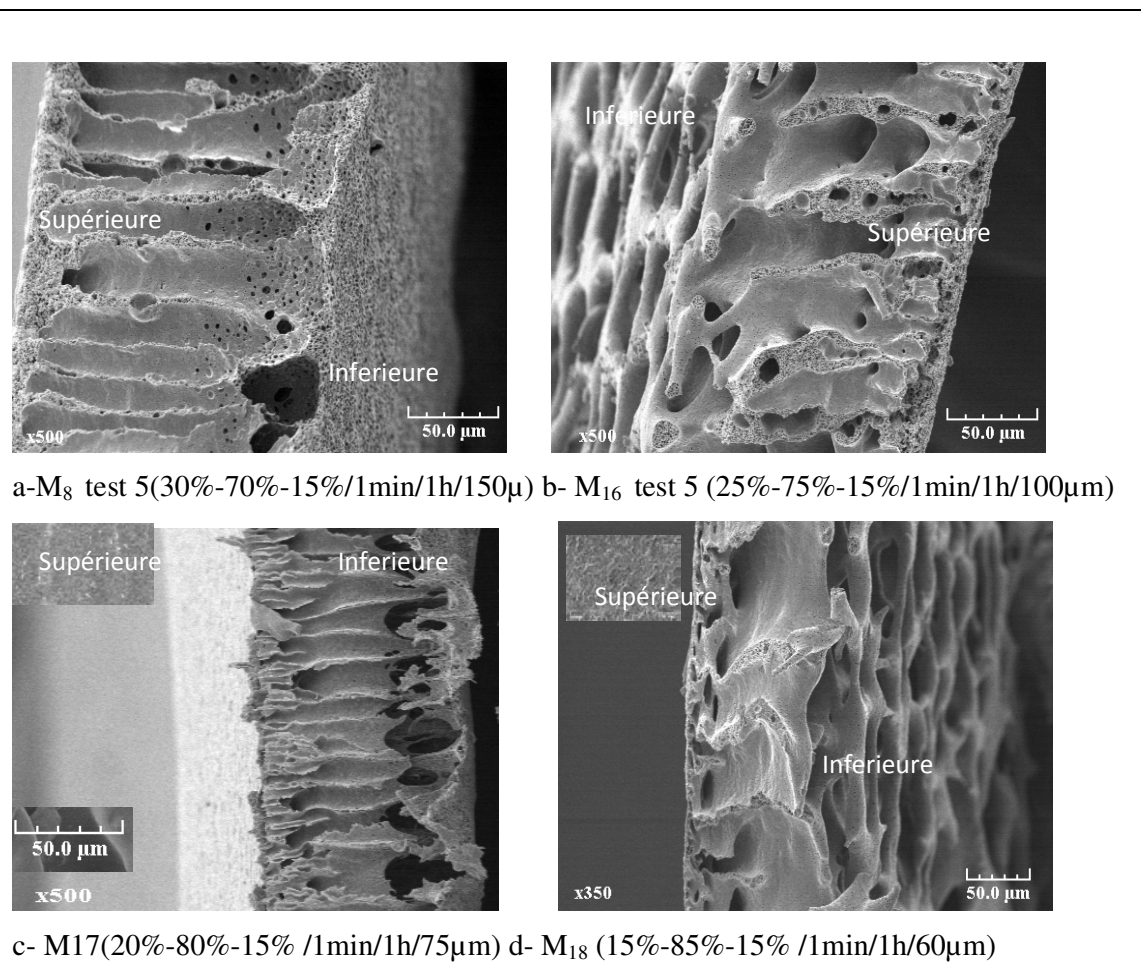 Inferieure
Supérieure
Supérieure
Inferieure
x500
50.0 µm
x500
50.0 µm
a-M₈ test 5(30%-70%-15%/1min/1h/150µ) b- M₁₆ test 5 (25%-75%-15%/1min/1h/100µm)
Supérieure
Inferieure
Supérieure
Inferieure
50.0 µm
x500
x350
50.0 µm
c- M17(20%-80%-15% /1min/1h/75µm) d- M₁₈ (15%-85%-15% /1min/1h/60µm)